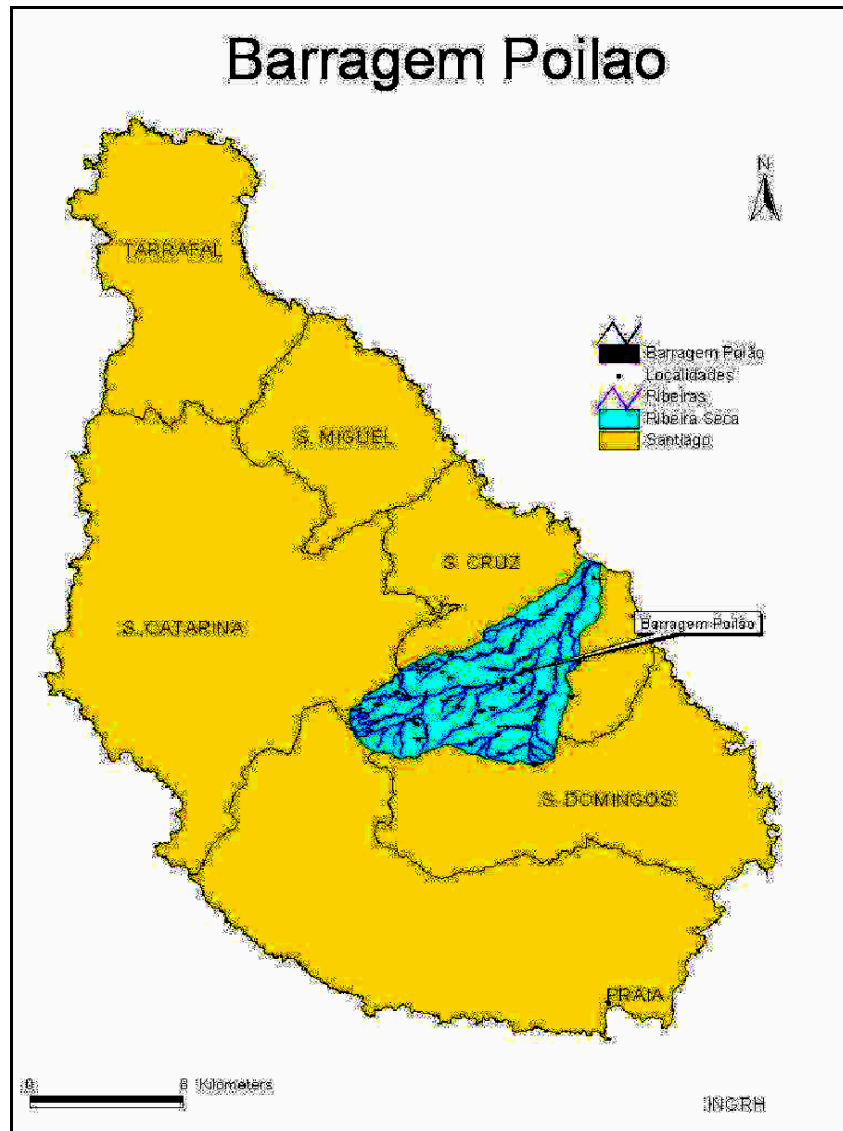 Barragem Poilao
N
TARRAFAL
Barragem Poilão
Localidades
Ribeiras
Ribeira Seca
Santiago
S. MIGUEL
S. CRUZ
S. CATARINA
Barragem Poilão
S. DOMINGOS
PRAIA
0 8 Kilometers
INGRH